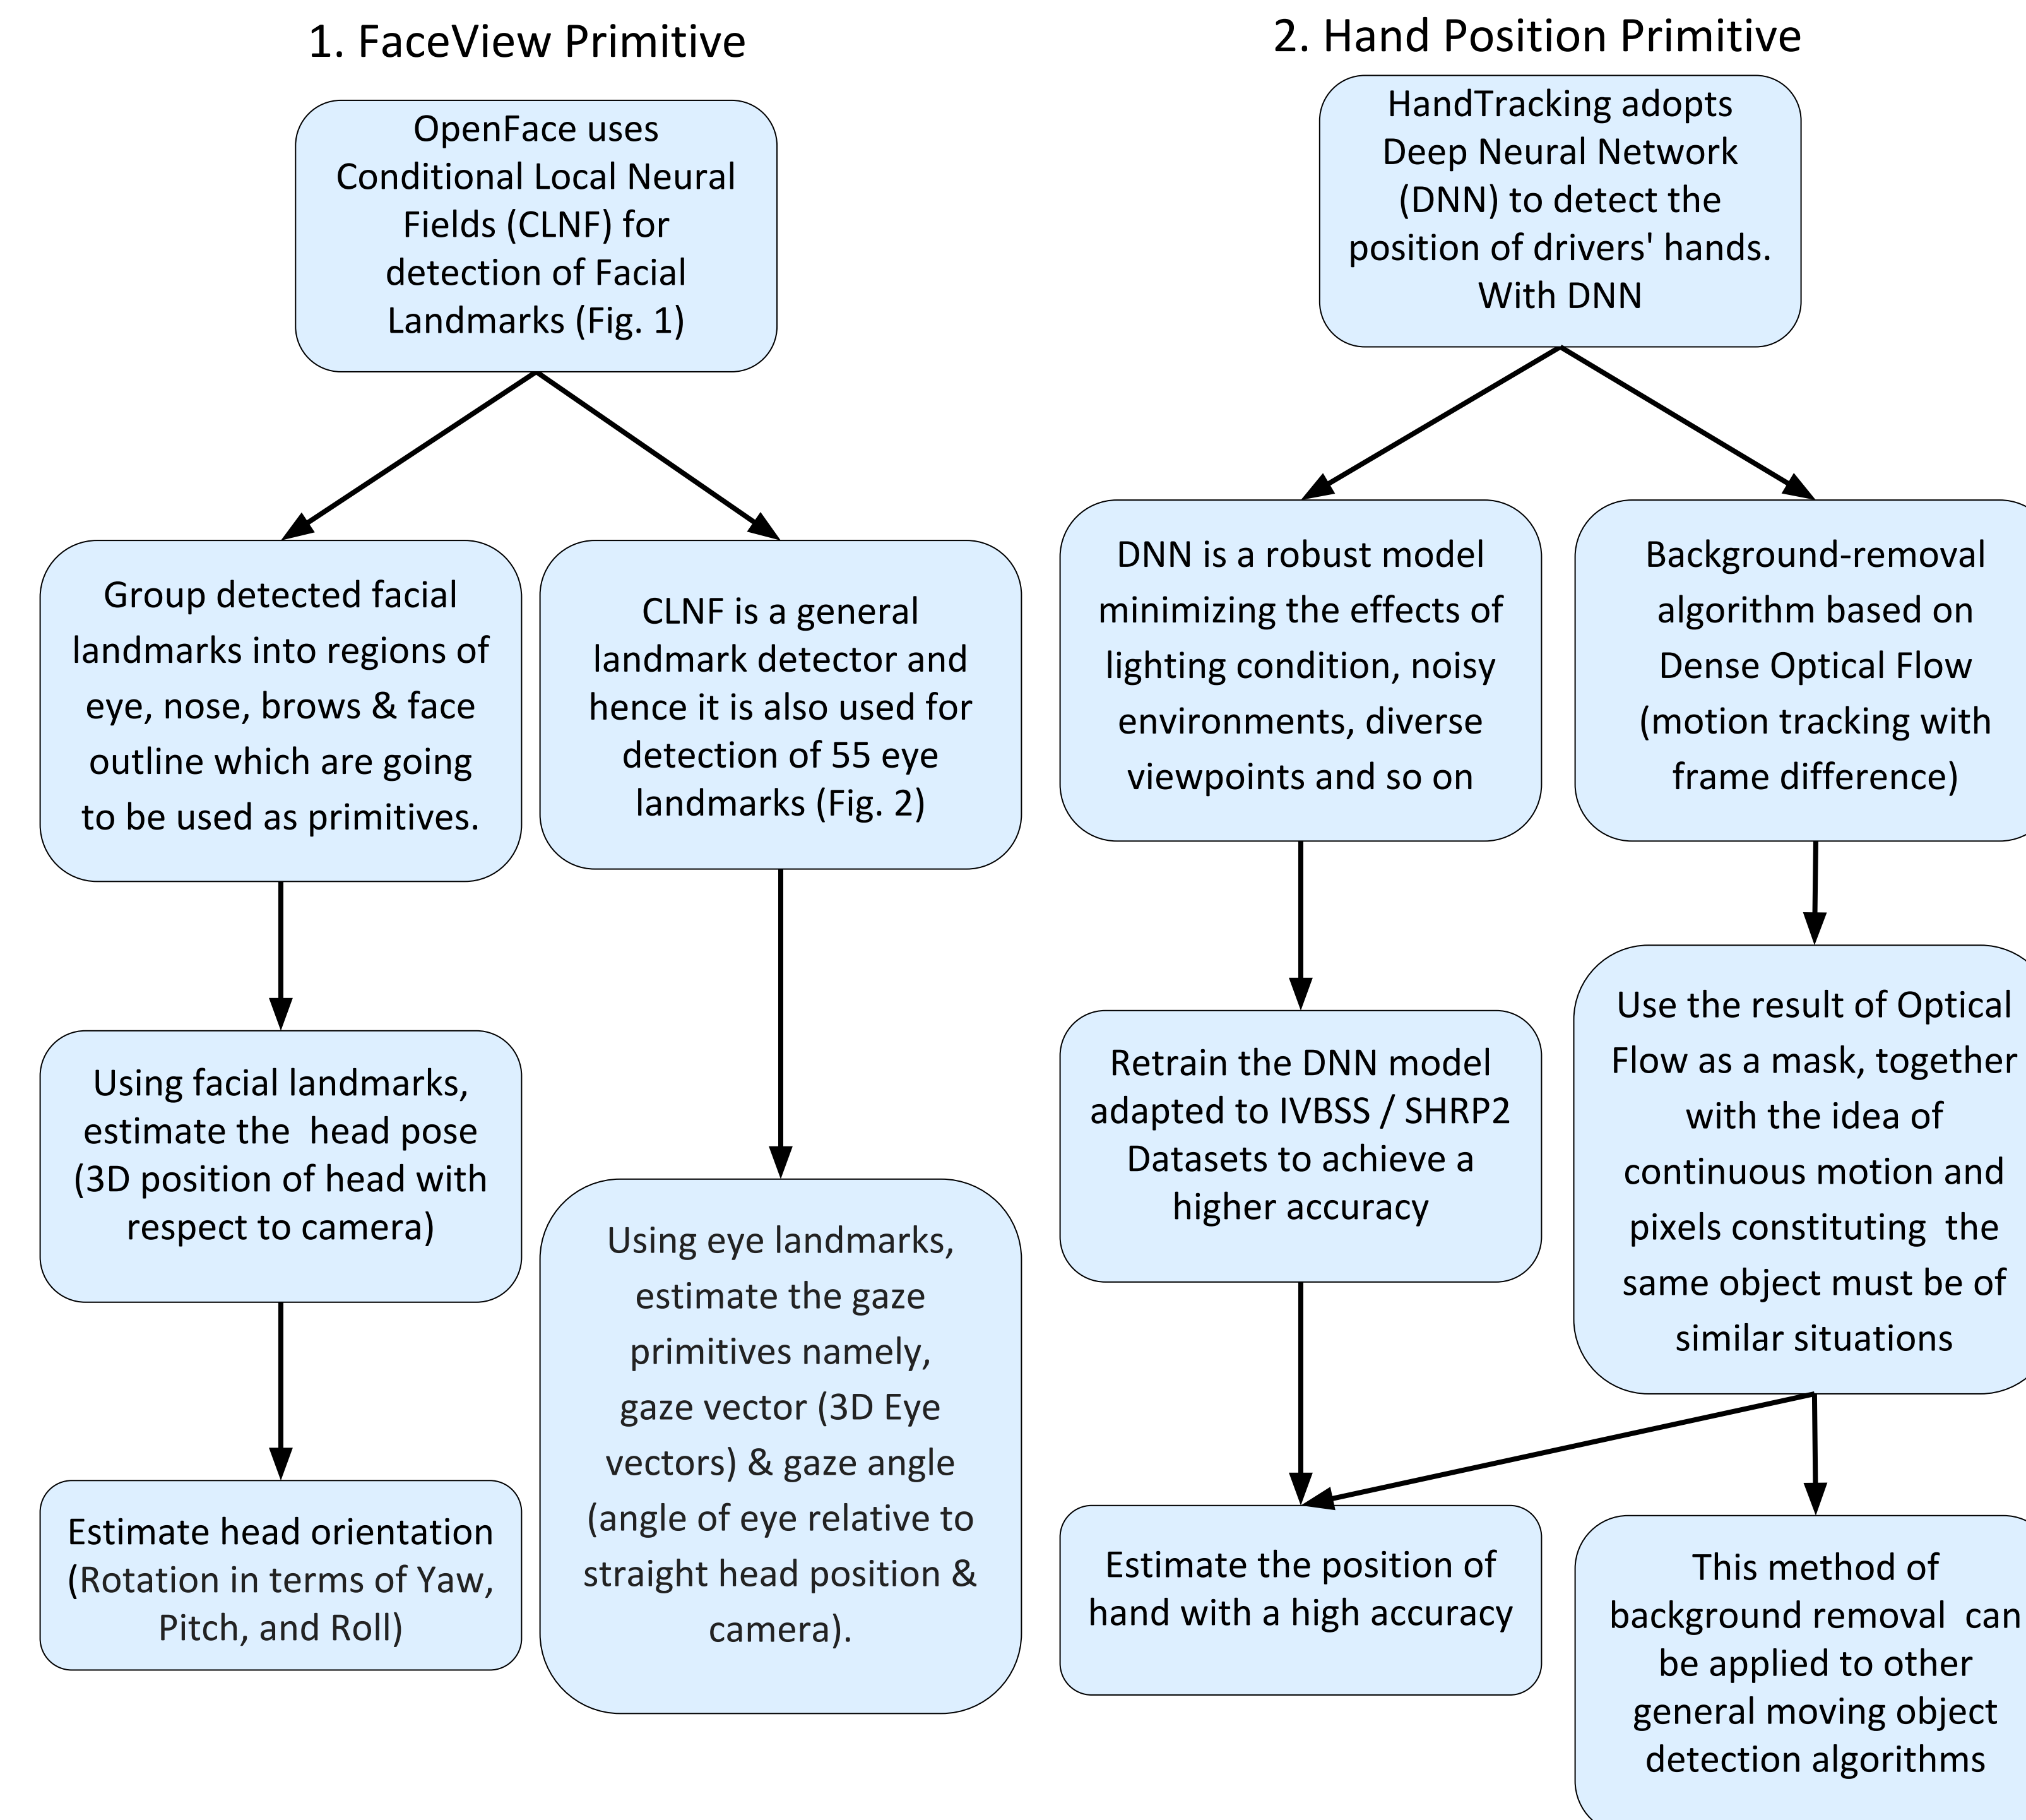 1. FaceView Primitive
OpenFace uses
Conditional Local Neural
Fields (CLNF) for
detection of Facial
Landmarks (Fig. 1)
Group detected facial
landmarks into regions of
eye, nose, brows & face
outline which are going
to be used as primitives.
CLNF is a general
landmark detector and
hence it is also used for
detection of 55 eye
landmarks (Fig. 2)
Using facial landmarks,
estimate the  head pose
(3D position of head with
respect to camera)
Using eye landmarks,
estimate the gaze
primitives namely,
gaze vector (3D Eye
vectors) & gaze angle
(angle of eye relative to
straight head position &
camera).
Estimate head orientation
(Rotation in terms of Yaw,
Pitch, and Roll)
2. Hand Position Primitive
HandTracking adopts
Deep Neural Network
(DNN) to detect the
position of drivers' hands.
With DNN
DNN is a robust model
minimizing the effects of
lighting condition, noisy
environments, diverse
viewpoints and so on
Background-removal
algorithm based on
Dense Optical Flow
(motion tracking with
frame difference)
Retrain the DNN model
adapted to IVBSS / SHRP2
Datasets to achieve a
higher accuracy
Use the result of Optical
Flow as a mask, together
with the idea of
continuous motion and
pixels constituting  the
same object must be of
similar situations
Estimate the position of
hand with a high accuracy
This method of
background removal  can
be applied to other
general moving object
detection algorithms